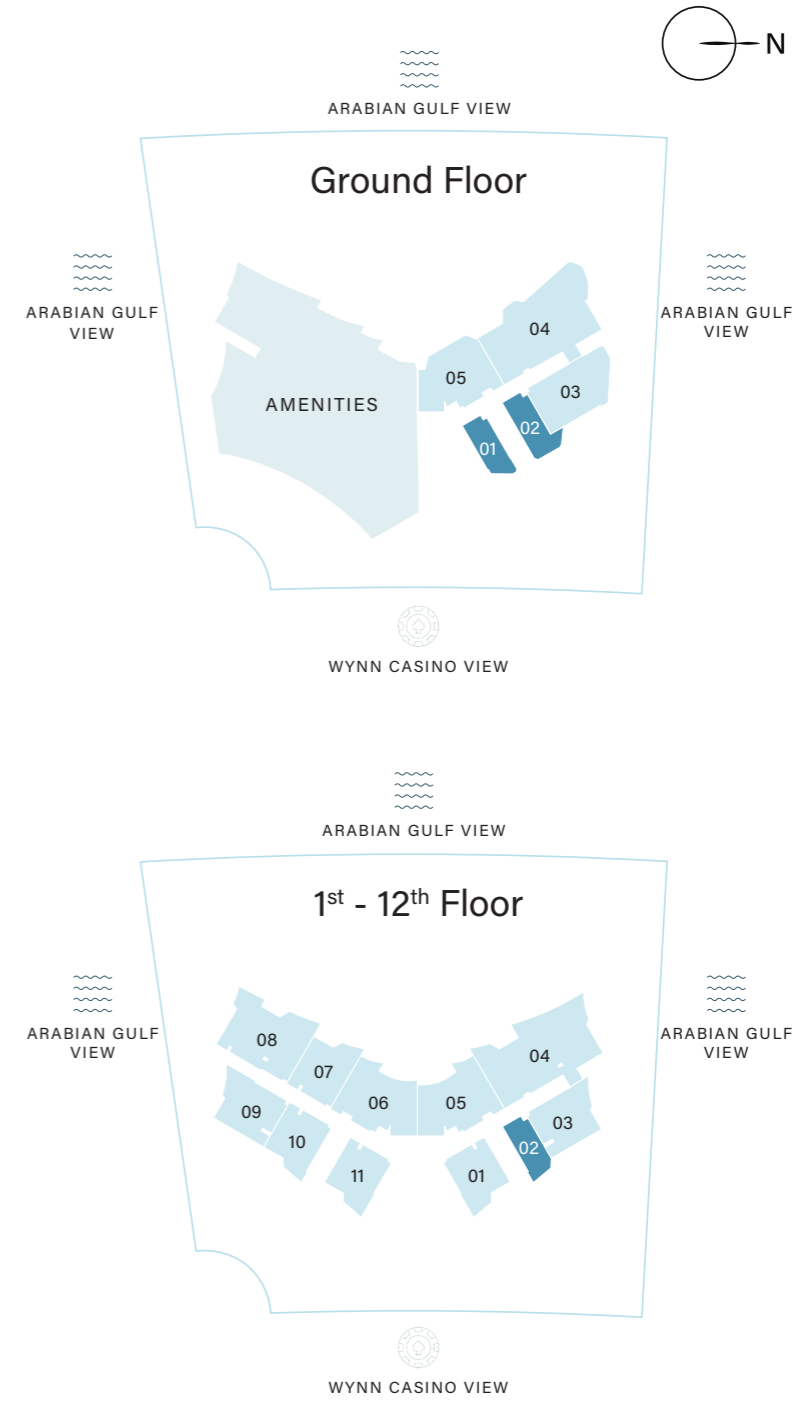 N
ARABIAN GULF VIEW
Ground Floor
ARABIAN GULF
VIEW
ARABIAN GULF
VIEW
04
05
03
AMENITIES
02
01
WYNN CASINO VIEW
ARABIAN GULF VIEW
1st - 12th Floor
ARABIAN GULF
VIEW
ARABIAN GULF
VIEW
08
04
07
06
05
09
03
10
02
11
01
WYNN CASINO VIEW